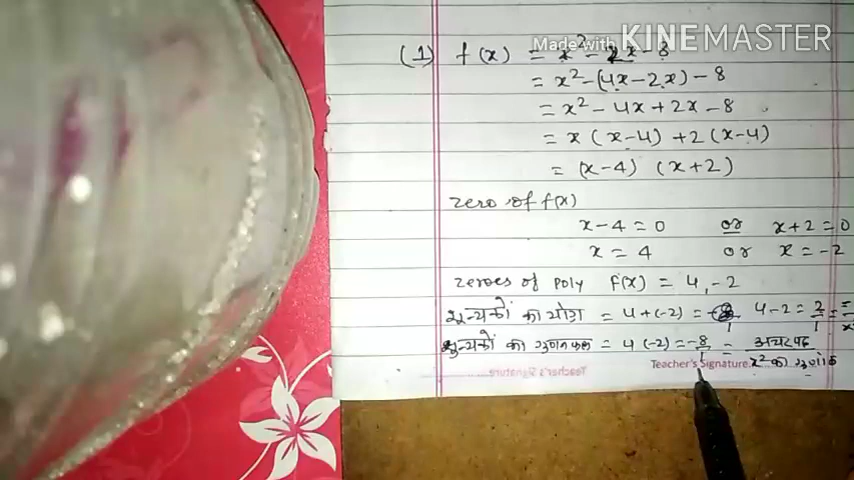 Made with KINEMASTER
(1) f(x) = x² - 2x - 8
= x² - (4x - 2x) - 8
= x² - 4x + 2x - 8
= x (x - 4) + 2 (x - 4)
= (x - 4) (x + 2)
zero of f(x)
x - 4 = 0 or x + 2 = 0
x = 4 or x = -2
zeroes of poly f(x) = 4, -2
शून्यकों का योग = 4 + (-2) = 4 - 2 = 2/1 =
शून्यकों का गुणनफल = 4 (-2) = -8/1 = अचर पद / x² का गुणांक
Teacher's Signature